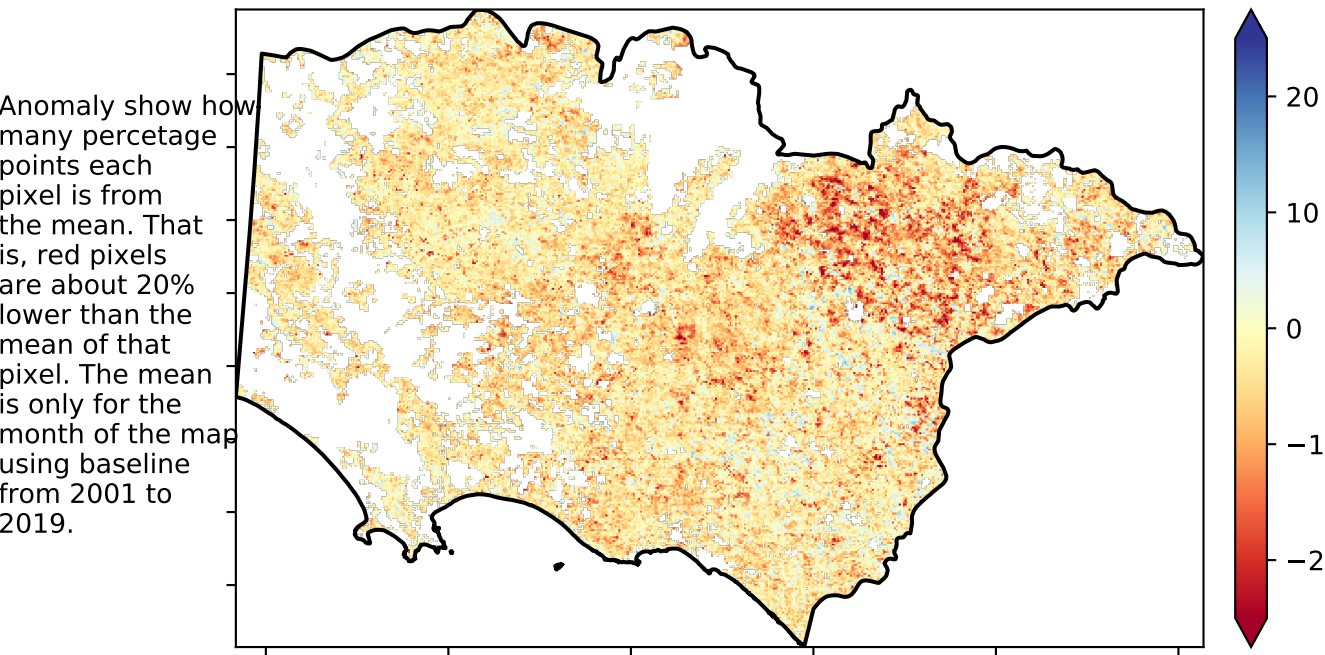 Anomaly show how
many percetage
points each
pixel is from
the mean. That
is, red pixels
are about 20%
lower than the
mean of that
pixel. The mean
is only for the
month of the map
using baseline
from 2001 to
2019.
20
10
0
−1
−2